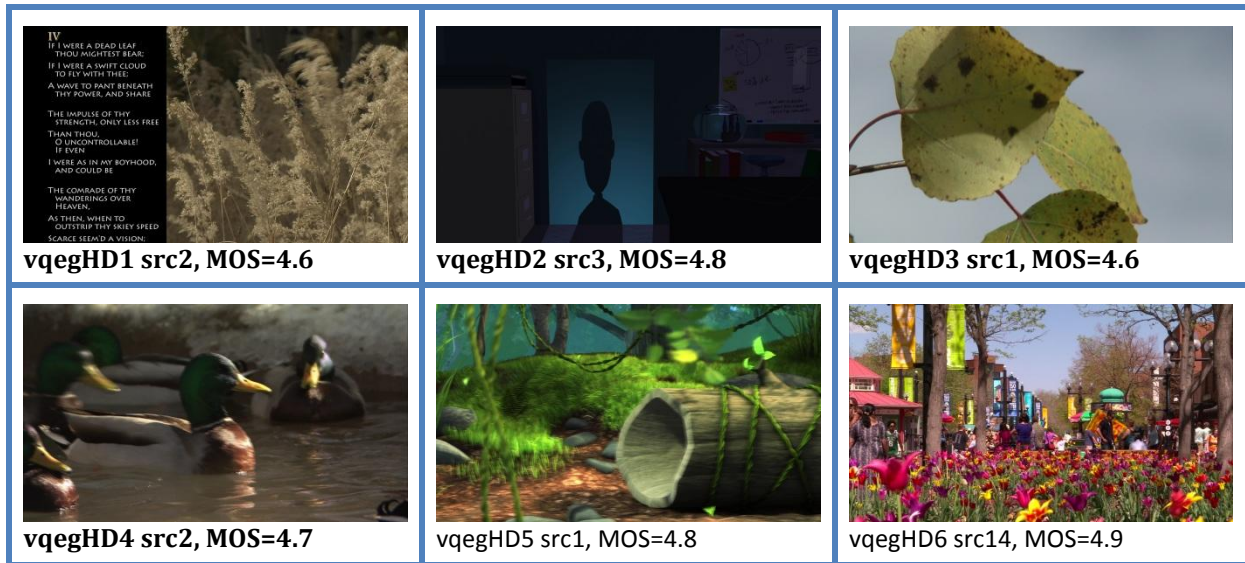 IV
IF I WERE A DEAD LEAF
THOU MIGHTEST BEAR;
IF I WERE A SWIFT CLOUD
TO FLY WITH THEE;
A WAVE TO PANT BENEATH
THY POWER, AND SHARE
THE IMPULSE OF THY
STRENGTH, ONLY LESS FREE
THAN THOU,
O UNCONTROLLABLE!
IF EVEN
I WERE AS IN MY BOYHOOD,
AND COULD BE
THE COMRADE OF THY
WANDERINGS OVER
HEAVEN,
AS THEN, WHEN TO
OUTSTRIP THY SKIEY SPEED
SCARCE SEEM'D A VISION;
vqegHD1 src2, MOS=4.6
vqegHD2 src3, MOS=4.8
vqegHD3 src1, MOS=4.6
vqegHD4 src2, MOS=4.7
vqegHD5 src1, MOS=4.8
vqegHD6 src14, MOS=4.9